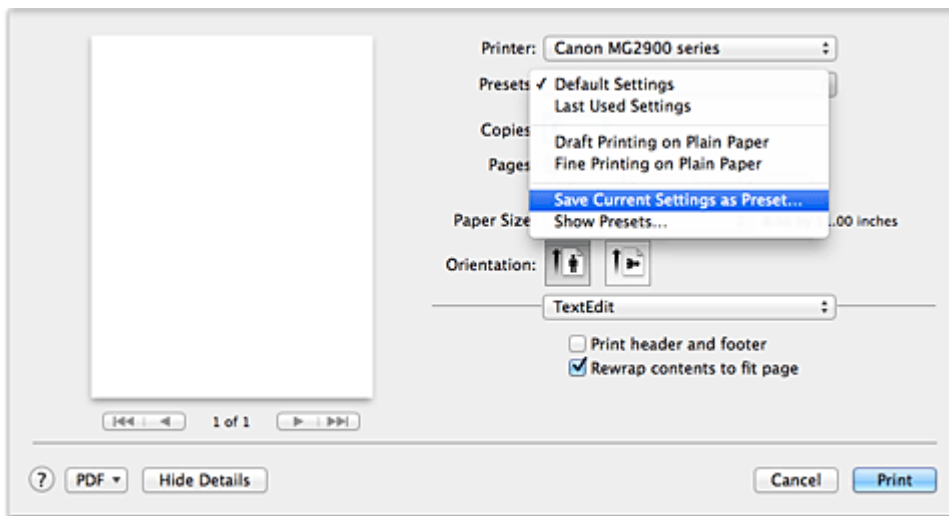 Printer: Canon MG2900 series
Presets ✓ Default Settings
Last Used Settings
Copies
Draft Printing on Plain Paper
Pages
Fine Printing on Plain Paper
Save Current Settings as Preset...
Paper Size
Show Presets...
.00 inches
Orientation:
TextEdit
Print header and footer
Rewrap contents to fit page
1 of 1
? PDF Hide Details Cancel Print